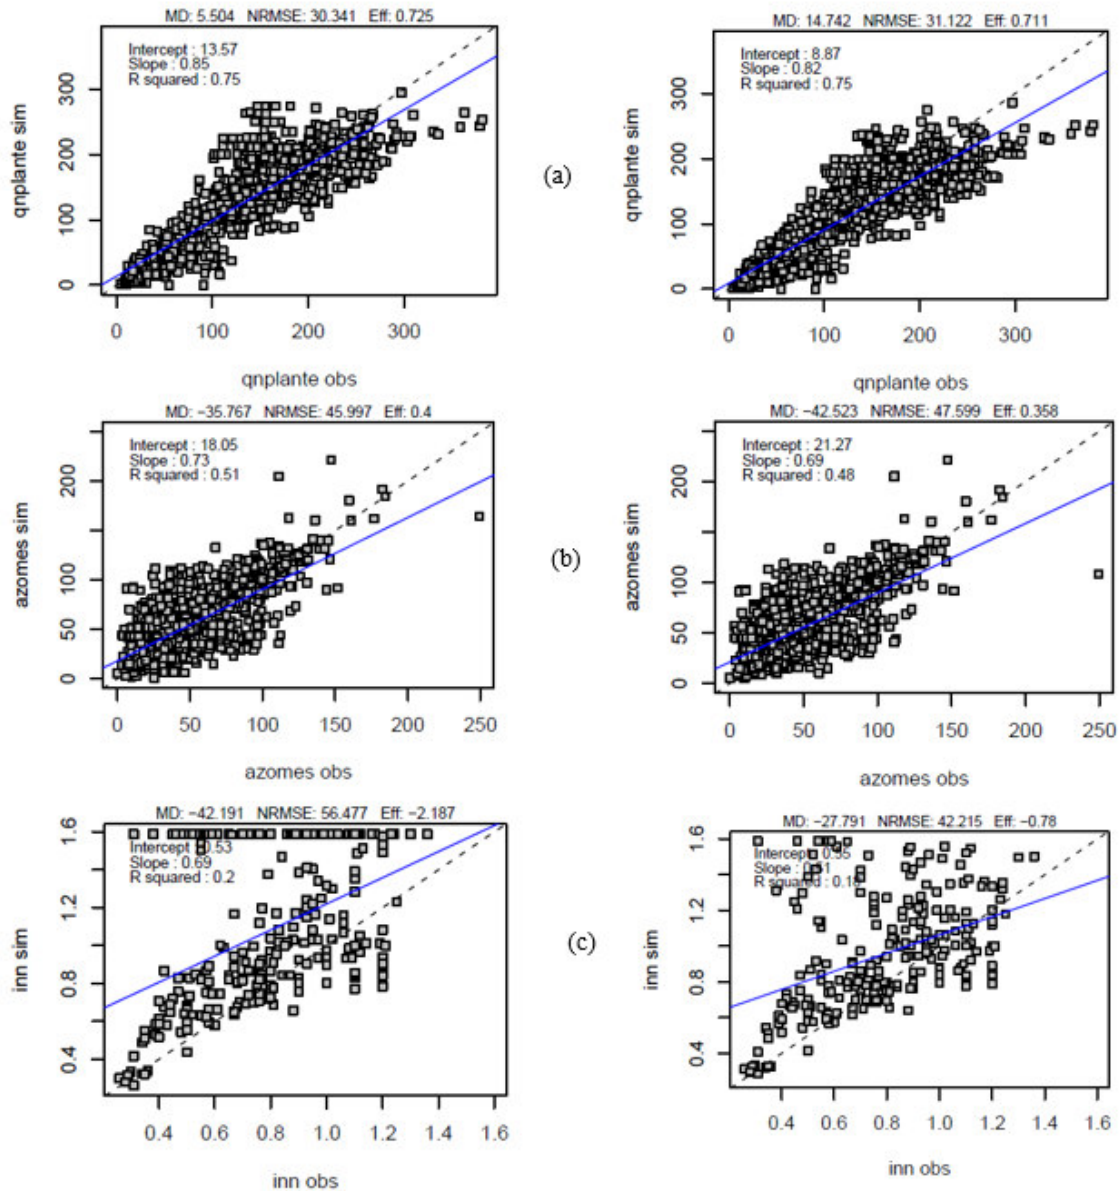 MD: 5.504 NRMSE: 30.341 Eff: 0.725
Intercept : 13.57
Slope : 0.85
R squared : 0.75
qnplante sim
0 100 200 300
0 100 200 300
qnplante obs
(a)
MD: 14.742 NRMSE: 31.122 Eff: 0.711
Intercept : 8.87
Slope : 0.82
R squared : 0.75
qnplante sim
0 100 200 300
0 100 200 300
qnplante obs
MD: −35.767 NRMSE: 45.997 Eff: 0.4
Intercept : 18.05
Slope : 0.73
R squared : 0.51
azomes sim
0 50 100 200
0 50 100 150 200 250
azomes obs
(b)
MD: −42.523 NRMSE: 47.599 Eff: 0.358
Intercept : 21.27
Slope : 0.69
R squared : 0.48
azomes sim
0 50 100 200
0 50 100 150 200 250
azomes obs
MD: −42.191 NRMSE: 56.477 Eff: −2.187
Intercept 0.53
Slope : 0.69
R squared : 0.2
inn sim
0.4 0.8 1.2 1.6
0.4 0.6 0.8 1.0 1.2 1.4 1.6
inn obs
(c)
MD: −27.791 NRMSE: 42.215 Eff: −0.78
Intercept 0.55
R squared
inn sim
0.4 0.8 1.2 1.6
0.4 0.6 0.8 1.0 1.2 1.4 1.6
inn obs